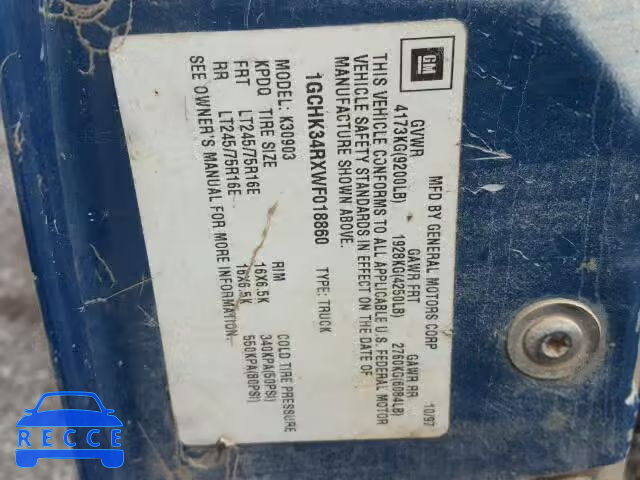 GM
MFD BY GENERAL MOTORS CORP 10/97
GVWR GAWR FRT GAWR RR
4173KG(9200LB) 1928KG(4250LB) 2760KG(6084LB)
THIS VEHICLE CONFORMS TO ALL APPLICABLE U.S. FEDERAL MOTOR
VEHICLE SAFETY STANDARDS IN EFFECT ON THE DATE OF
MANUFACTURE SHOWN ABOVE.
1GCHK34RXWF018860 TYPE: TRUCK
MODEL: K30903
KPDQ TIRE SIZE RIM COLD TIRE PRESSURE
FRT LT245/75R16E 16X6.5K 340KPA(50PSI)
RR LT245/75R16E 16X6.5K 550KPA(80PSI)
SEE OWNER'S MANUAL FOR MORE INFORMATION.
RECCE